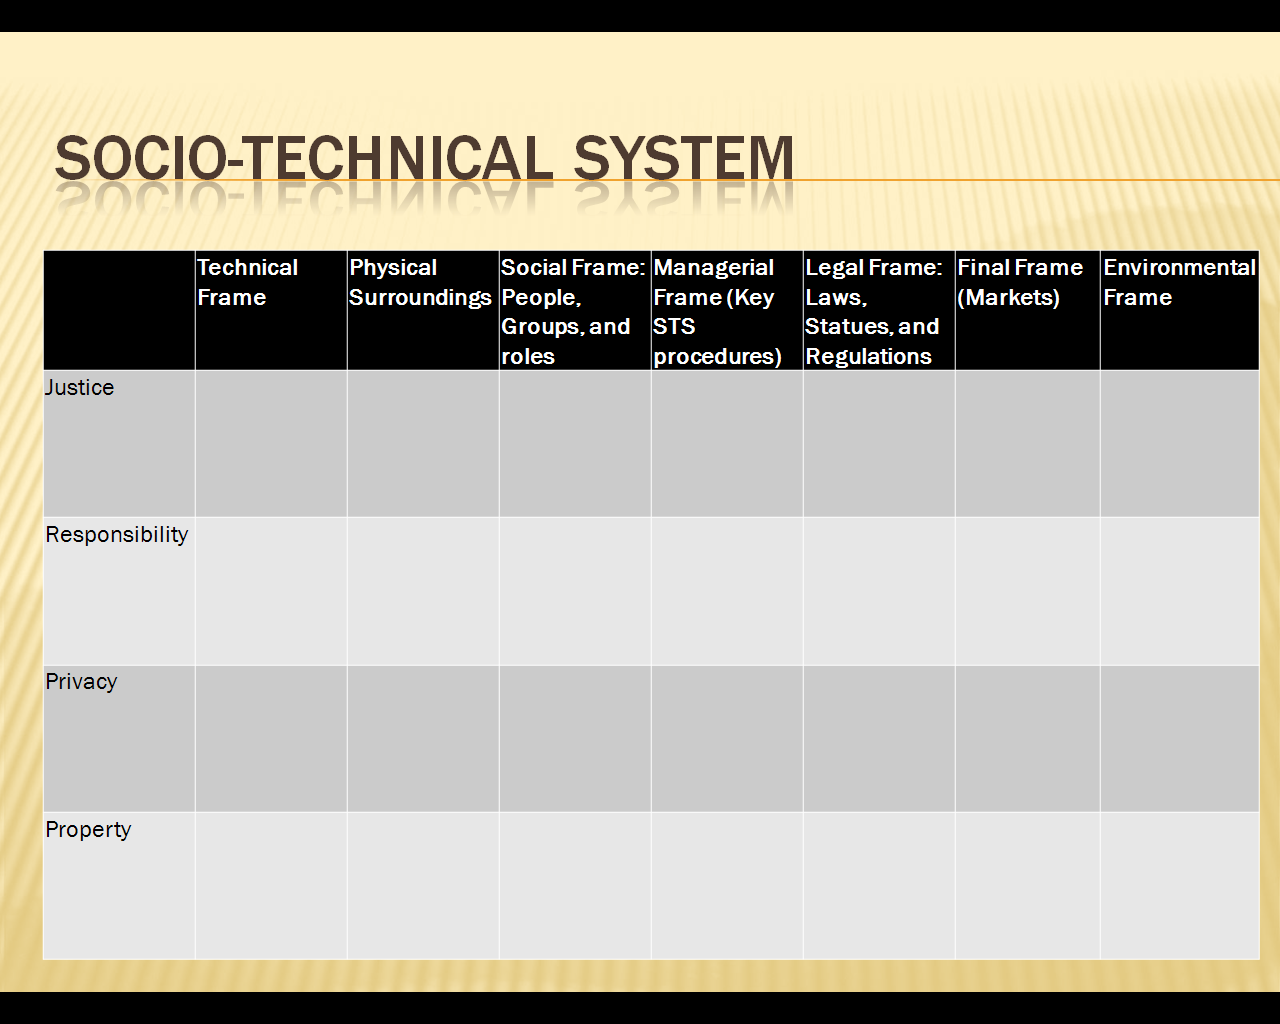 SOCIO-TECHNICAL SYSTEM
Technical
Frame
Physical
Surroundings
Social Frame:
People,
Groups, and
roles
Managerial
Frame (Key
STS
procedures)
Legal Frame:
Laws,
Statues, and
Regulations
Final Frame
(Markets)
Environmental
Frame
Justice
Responsibility
Privacy
Property